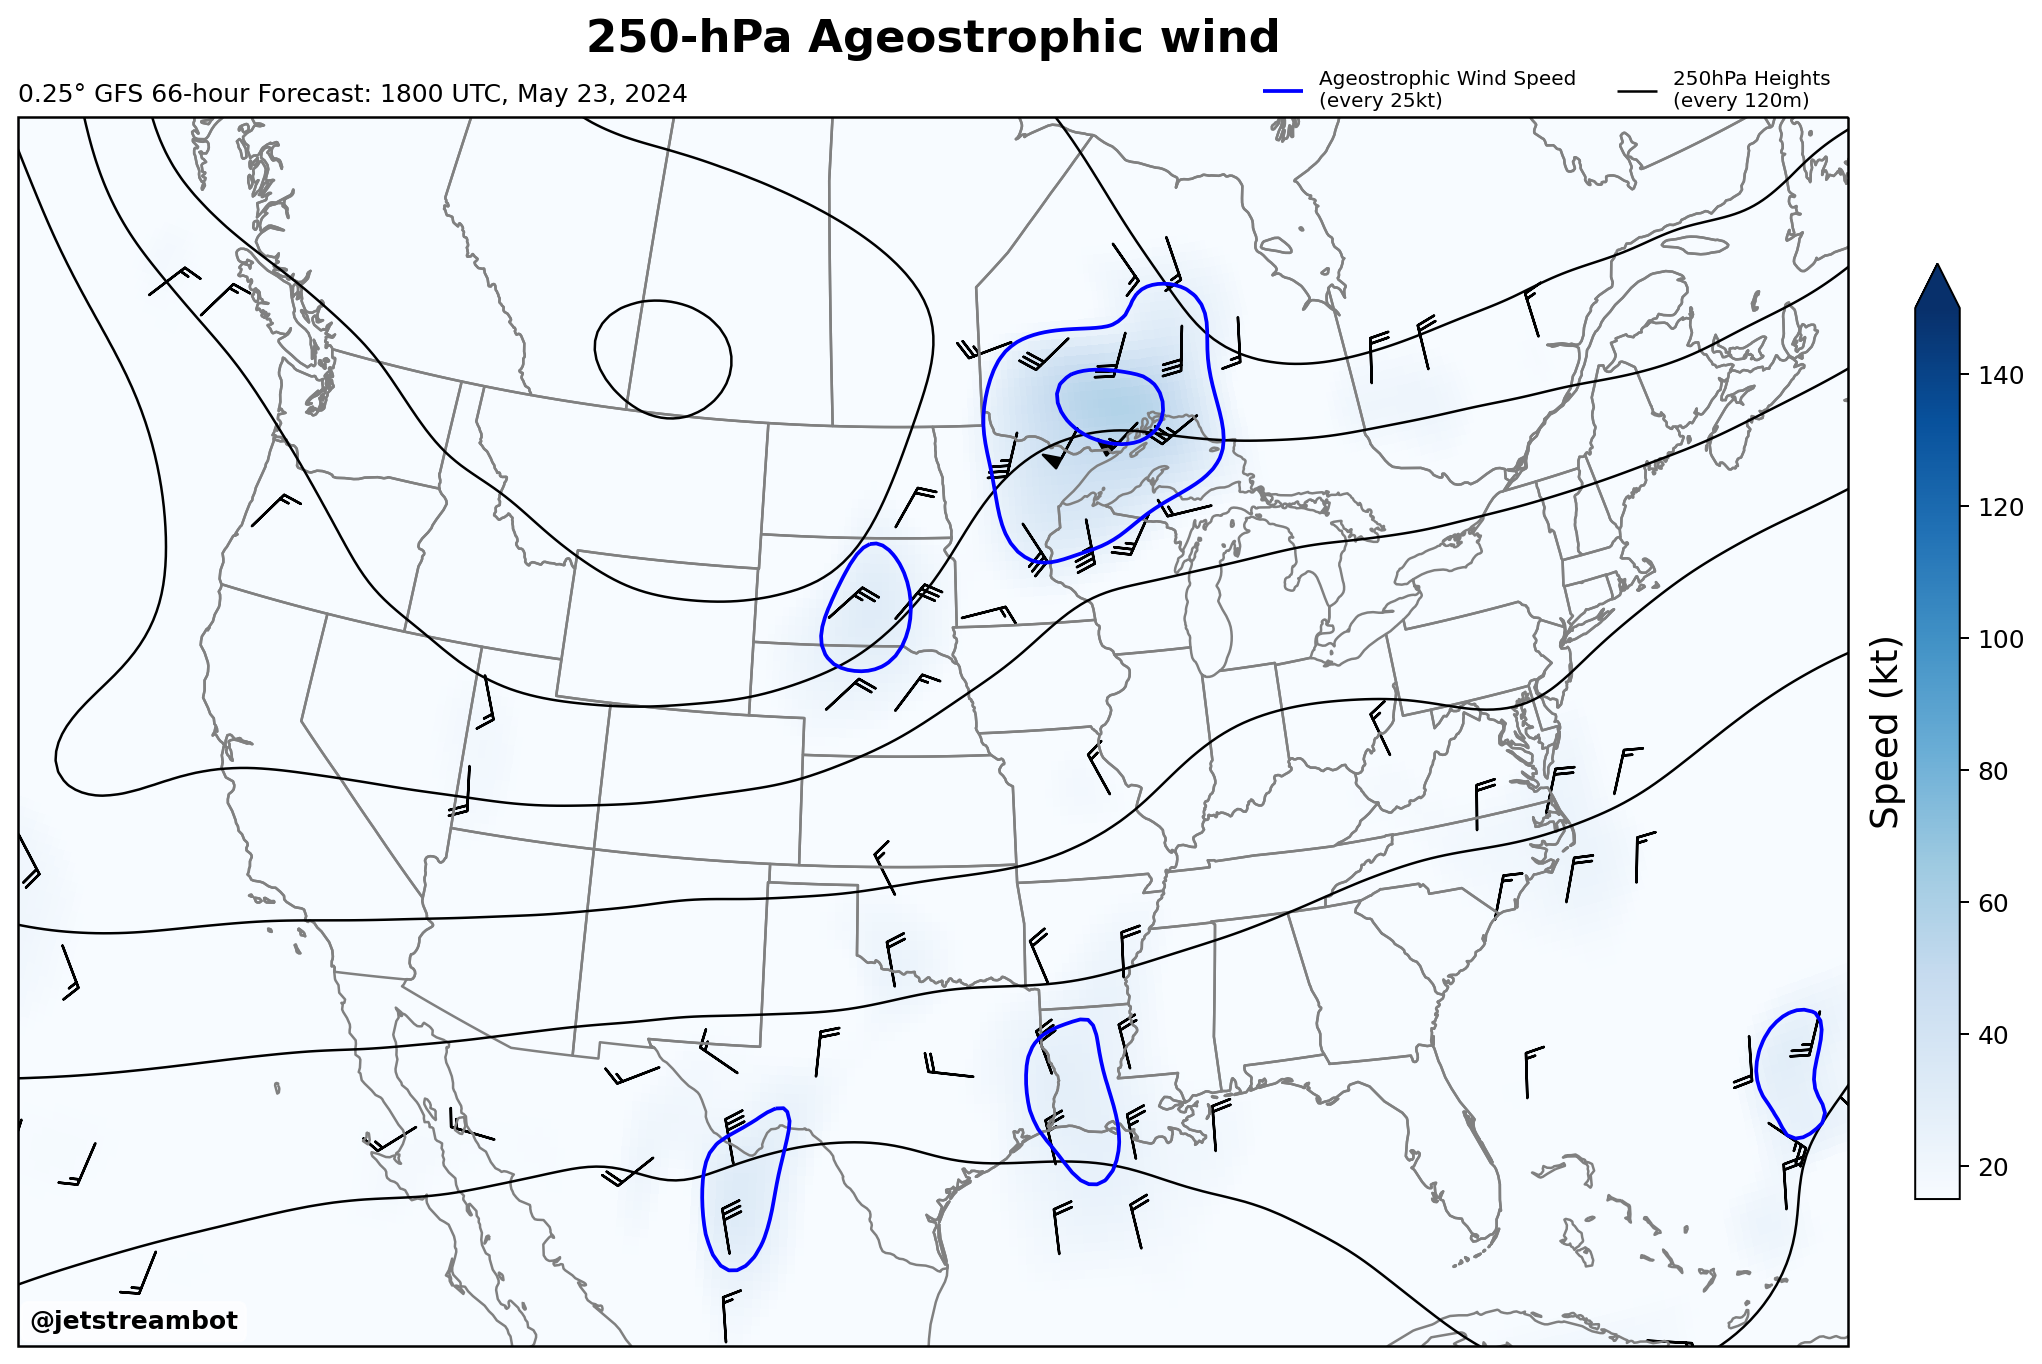 250-hPa Ageostrophic wind
0.25° GFS 66-hour Forecast: 1800 UTC, May 23, 2024
Ageostrophic Wind Speed
(every 25kt)
250hPa Heights
(every 120m)
140
120
100
80
60
40
20
Speed (kt)
@jetstreambot